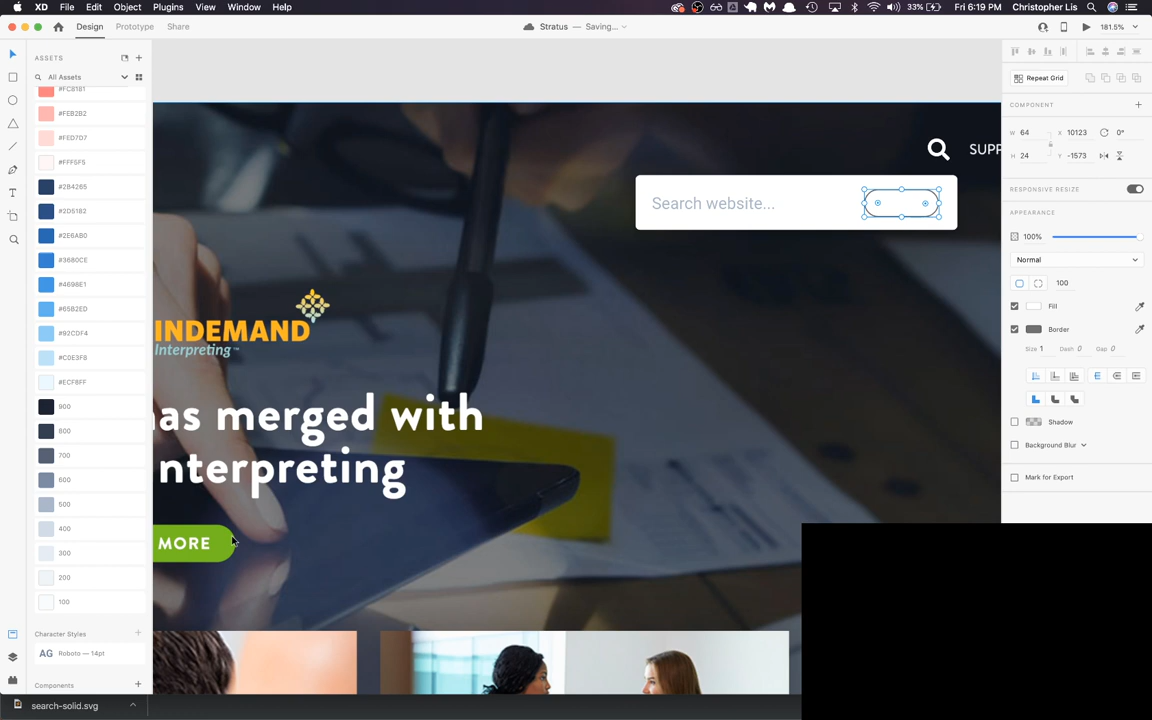 XD File Edit Object Plugins View Window Help 33% Fri 6:19 PM Christopher Lis
Design Prototype Share Stratus — Saving... 181.5%
ASSETS
All Assets
#FC8181
#FEB2B2
#FED7D7
#FFF5F5
#2B4265
#2D5182
#2E6AB0
#3680CE
#4698E1
#65B2ED
#92CDF4
#C0E3F8
#ECF8FF
900
800
700
600
500
400
300
200
100
Character Styles
AG Roboto — 14pt
Components
search-solid.svg
SUPP
Search website...
INDEMAND
Interpreting™
has merged with
nterpreting
MORE
Repeat Grid
COMPONENT
W 64 X 10123 0°
H 24 Y -1573
RESPONSIVE RESIZE
APPEARANCE
100%
Normal
100
Fill
Border
Size 1 Dash 0 Gap 0
Shadow
Background Blur
Mark for Export